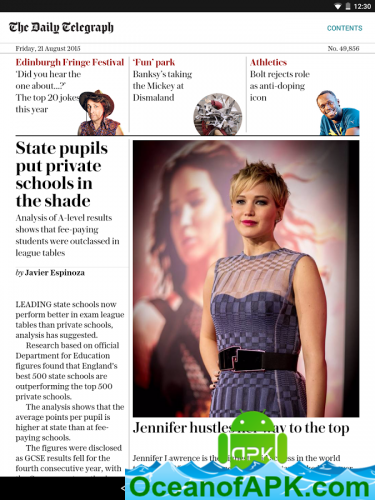 12:30
The Daily Telegraph
CONTENTS
Friday, 21 August 2015
No. 49,856
Edinburgh Fringe Festival
'Did you hear the
one about...?'
The top 20 jokes
this year
'Fun' park
Banksy's taking
the Mickey at
Dismaland
Athletics
Bolt rejects role
as anti-doping
icon
State pupils
put private
schools in
the shade
Analysis of A-level results
shows that fee-paying
students were outclassed in
league tables
by Javier Espinoza
LEADING state schools now
perform better in exam league
tables than private schools,
analysis has suggested.
Research based on official
Department for Education
figures found that England's
best 500 state schools are
outperforming the top 500
private schools.
The analysis shows that the
average points per pupil is
higher at state than at fee-
paying schools.
The figures were disclosed
as GCSE results fell for the
fourth consecutive year, with
Jennifer hustles her way to the top
Jennifer Lawrence is the
in the world
APK
OceanofAPK.com